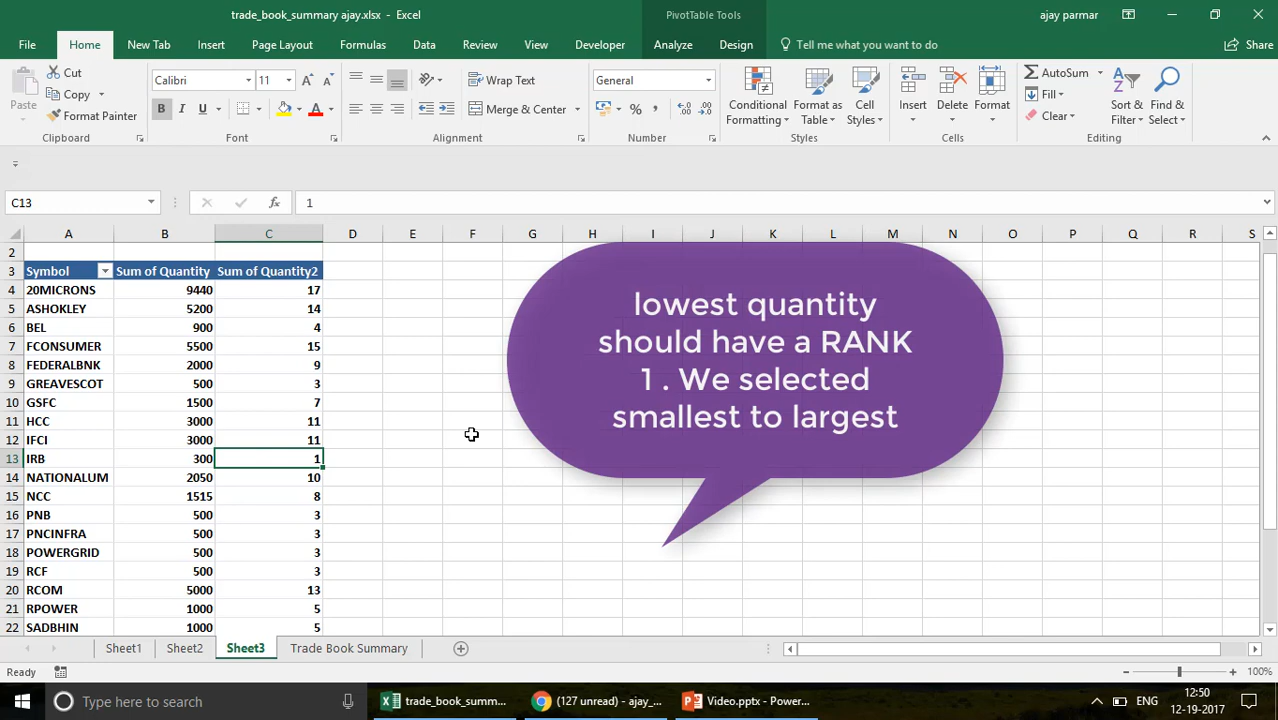 trade_book_summary ajay.xlsx - Excel
PivotTable Tools
ajay parmar
File Home New Tab Insert Page Layout Formulas Data Review View Developer Analyze Design Tell me what you want to do Share
Paste
Cut
Copy
Format Painter
Calibri 11
B I U A
Wrap Text
Merge & Center
General
% ,
Conditional Formatting
Format as Table
Cell Styles
Insert
Delete
Format
AutoSum
Fill
Clear
Sort & Filter
Find & Select
Clipboard Font Alignment Number Styles Cells Editing
C13 fx 1
A B C D E F G H I J K L M N O P Q R S
2
3 Symbol Sum of Quantity Sum of Quantity2
4 20MICRONS 9440 17
5 ASHOKLEY 5200 14
6 BEL 900 4
7 FCONSUMER 5500 15
8 FEDERALBNK 2000 9
9 GREAVESCOT 500 3
10 GSFC 1500 7
11 HCC 3000 11
12 IFCI 3000 11
13 IRB 300 1
14 NATIONALUM 2050 10
15 NCC 1515 8
16 PNB 500 3
17 PNCINFRA 500 3
18 POWERGRID 500 3
19 RCF 500 3
20 RCOM 5000 13
21 RPOWER 1000 5
22 SADBHIN 1000 5
lowest quantity
should have a RANK
1 . We selected
smallest to largest
Sheet1 Sheet2 Sheet3 Trade Book Summary
Ready 100%
Type here to search
trade_book_summ...
(127 unread) - ajay_...
Video.pptx - Power...
ENG
12:50
12-19-2017